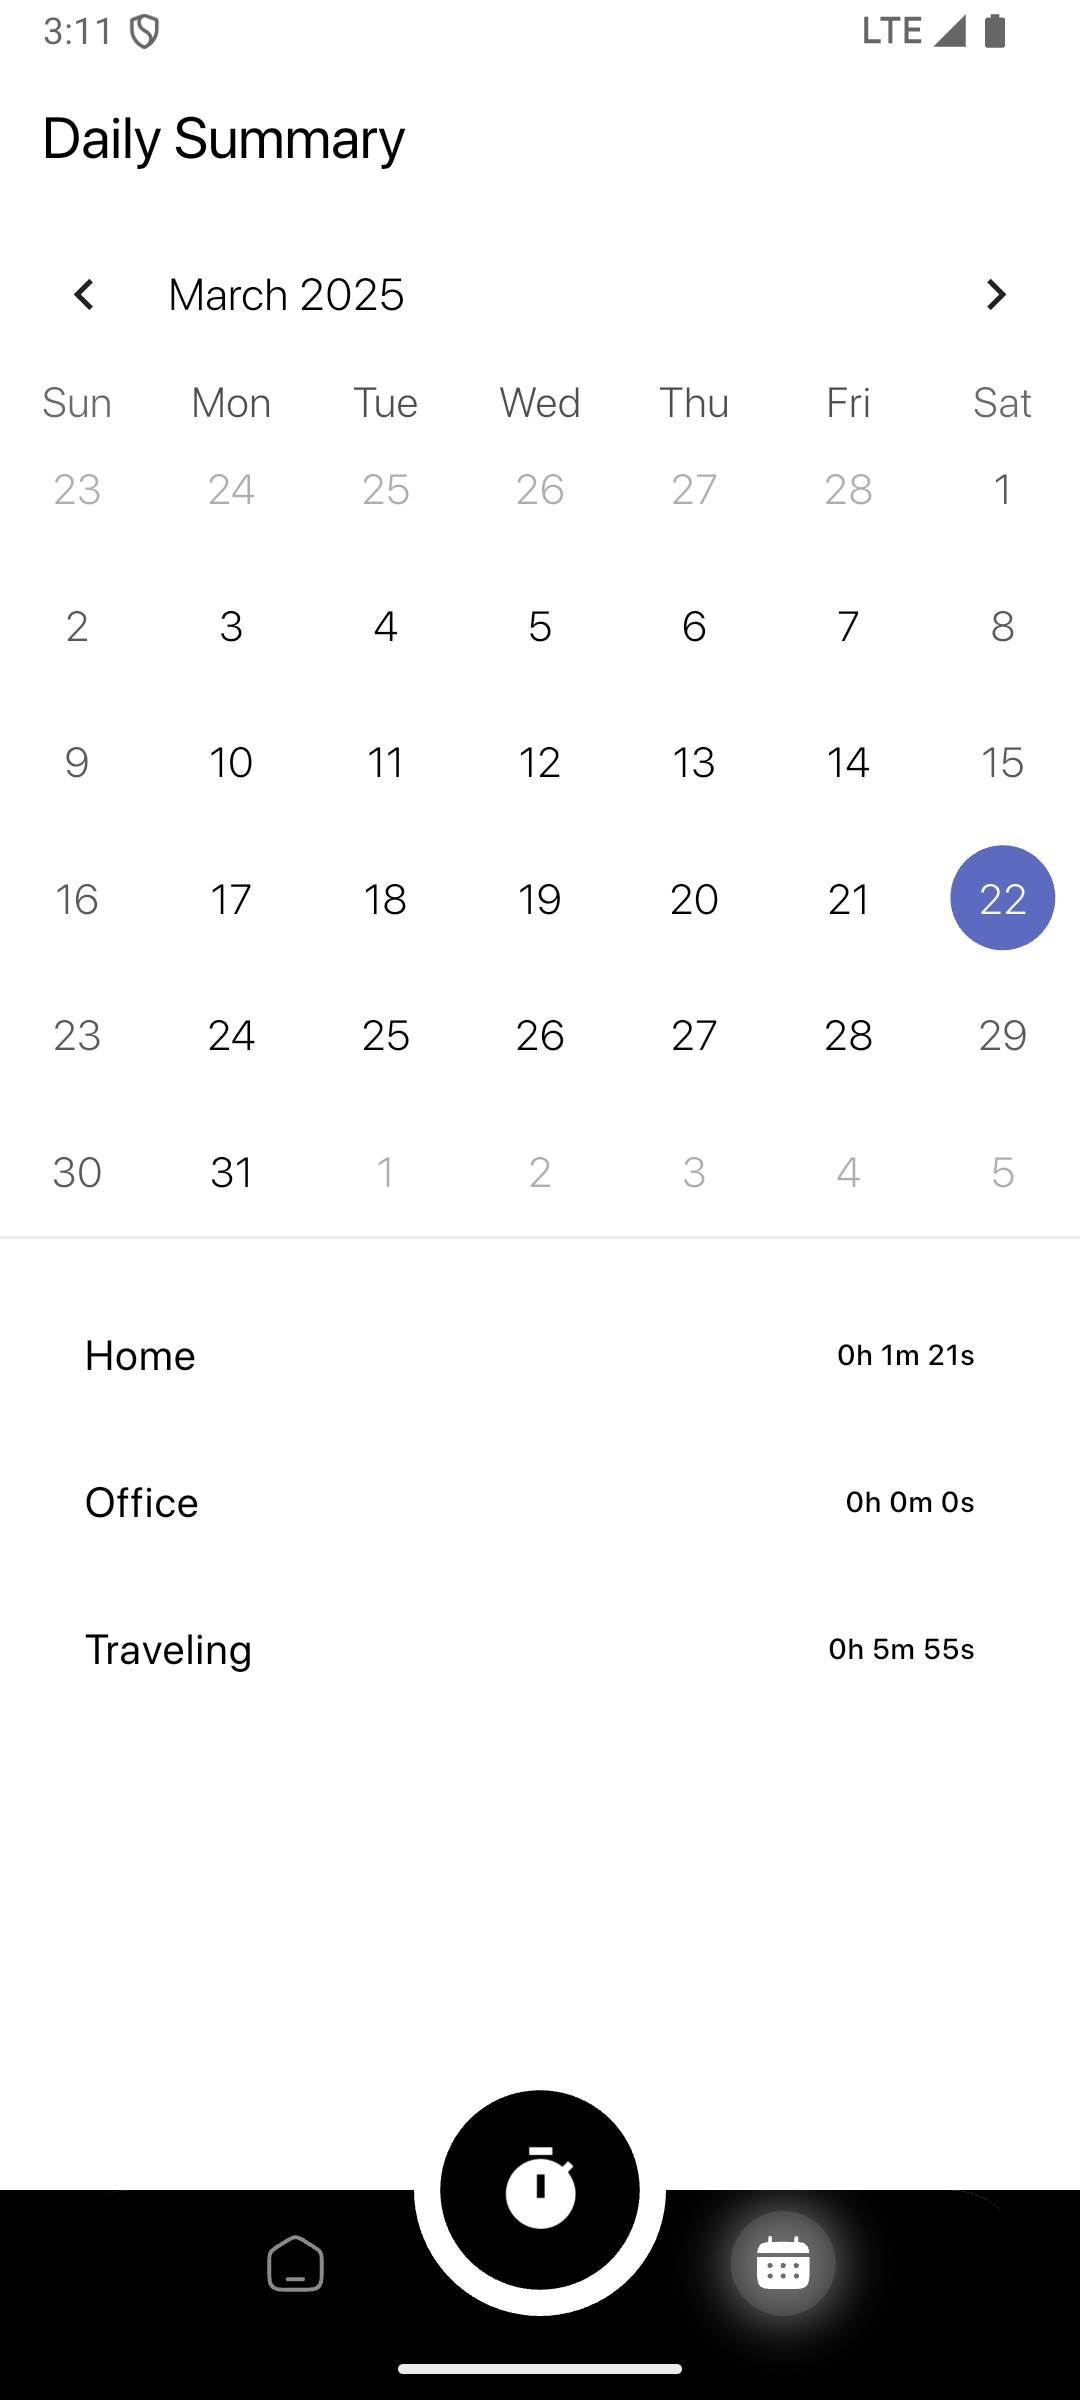 3:11 LTE
Daily Summary
March 2025
Sun Mon Tue Wed Thu Fri Sat
23 24 25 26 27 28 1
2 3 4 5 6 7 8
9 10 11 12 13 14 15
16 17 18 19 20 21 22
23 24 25 26 27 28 29
30 31 1 2 3 4 5
Home 0h 1m 21s
Office 0h 0m 0s
Traveling 0h 5m 55s